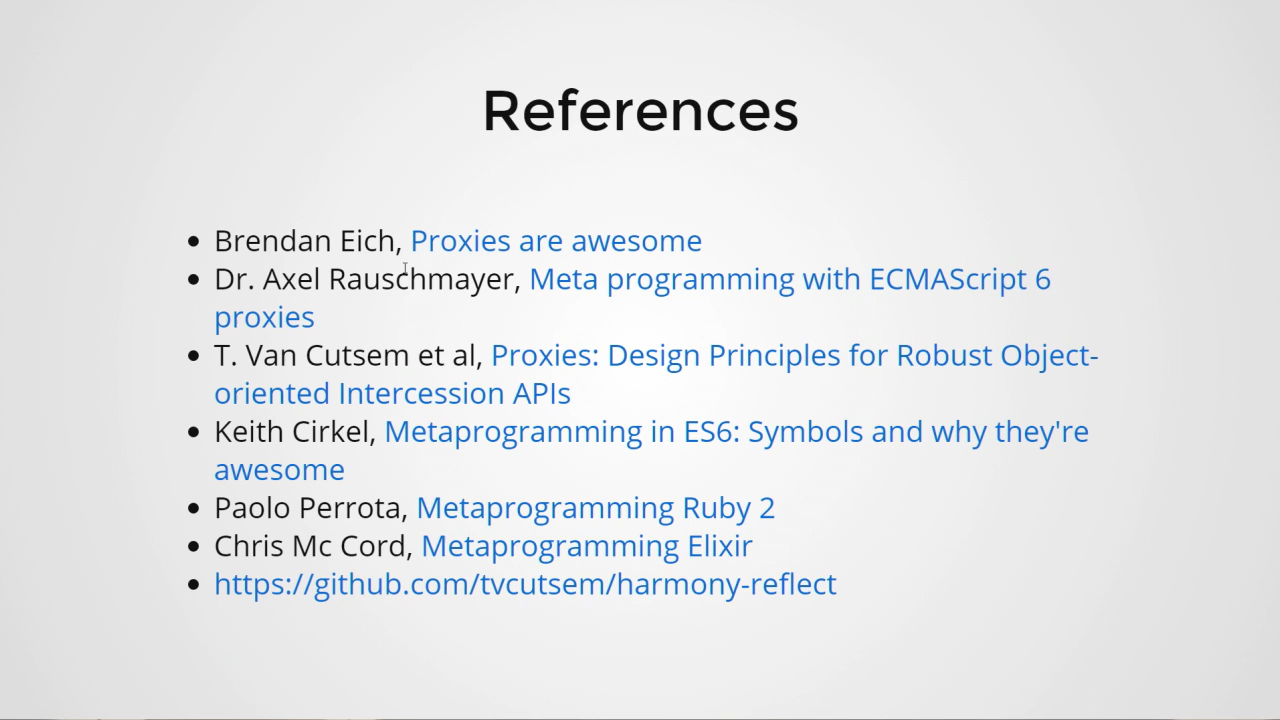 References
Brendan Eich, Proxies are awesome
Dr. Axel Rauschmayer, Meta programming with ECMAScript 6
proxies
T. Van Cutsem et al, Proxies: Design Principles for Robust Object-
oriented Intercession APIs
Keith Cirkel, Metaprogramming in ES6: Symbols and why they're
awesome
Paolo Perrota, Metaprogramming Ruby 2
Chris Mc Cord, Metaprogramming Elixir
https://github.com/tvcutsem/harmony-reflect